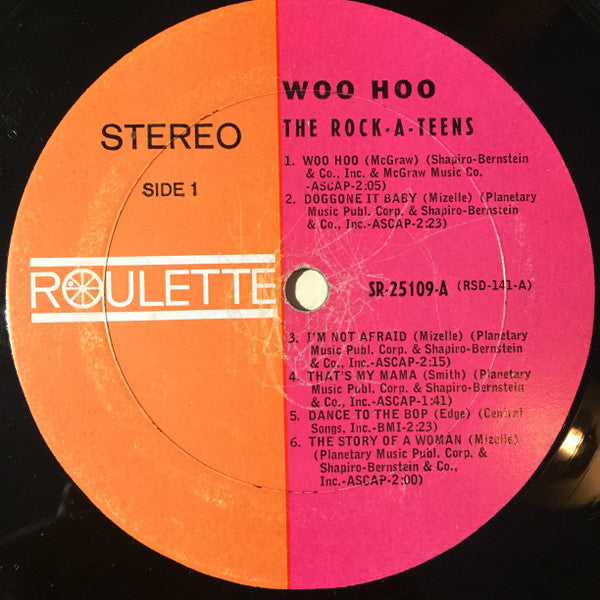 WOO HOO
THE ROCK-A-TEENS
STEREO
SIDE 1
1. WOO HOO (McGraw) (Shapiro-Bernstein
& Co., Inc. & McGraw Music Co.
-ASCAP-2:05)
2. DOGGONE IT BABY (Mizelle) (Planetary
Music Publ. Corp. & Shapiro-Bernstein
& Co., Inc.-ASCAP-2:23)
ROULETTE
SR-25109-A (RSD-141-A)
3. I'M NOT AFRAID (Mizelle) (Planetary
Music Publ. Corp. & Shapiro-Bernstein
& Co., Inc.-ASCAP-2:15)
4. THAT'S MY MAMA (Smith) (Planetary
Music Publ. Corp. & Shapiro-Bernstein
& Co., Inc.-ASCAP-1:41)
5. DANCE TO THE BOP (Edge) (Central
Songs, Inc.-BMI-2:23)
6. THE STORY OF A WOMAN (Mizelle)
(Planetary Music Publ. Corp. &
Shapiro-Bernstein & Co.,
Inc.-ASCAP-2:00)